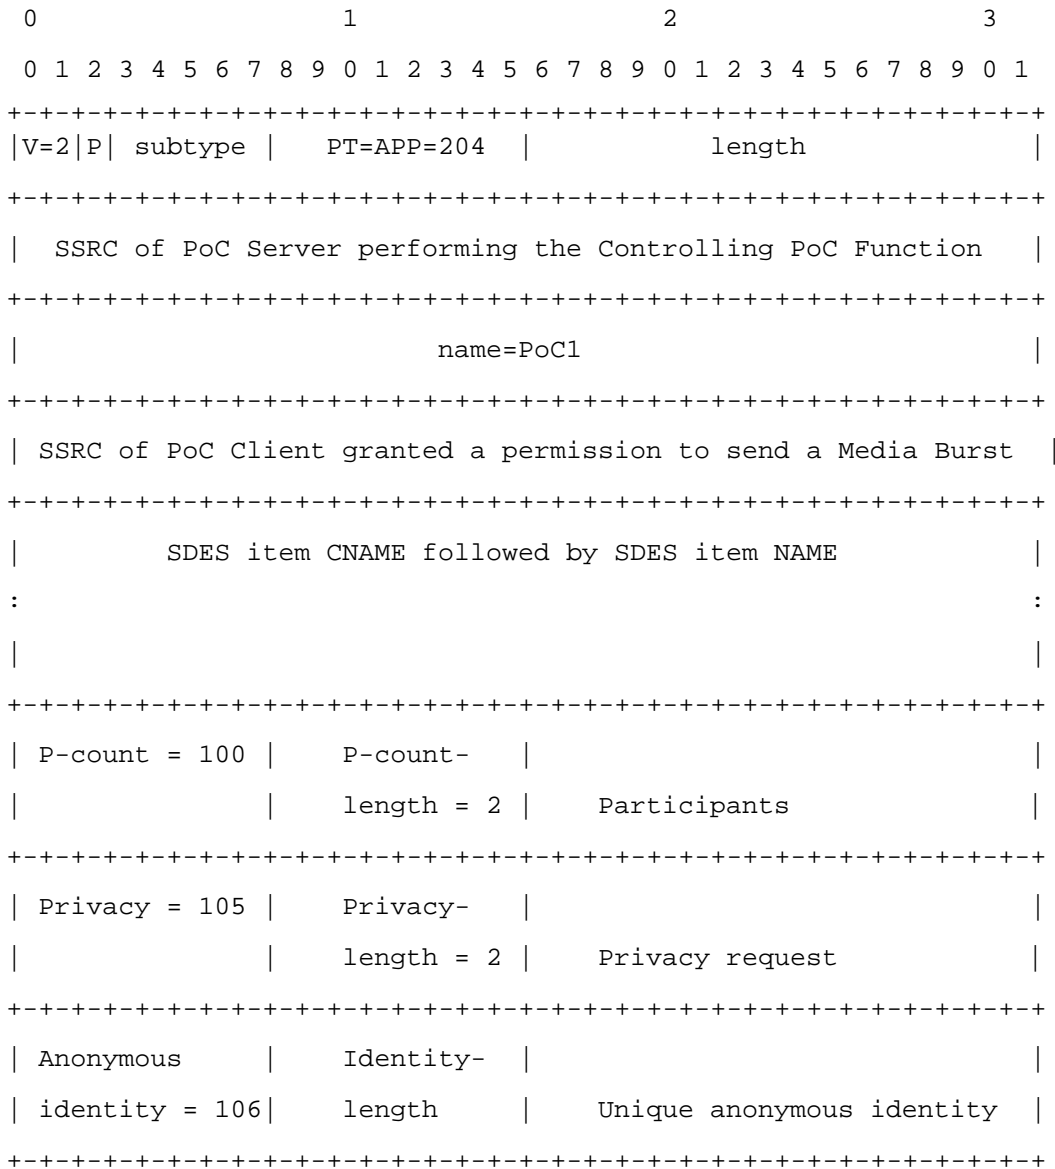 0                   1                   2                   3
0 1 2 3 4 5 6 7 8 9 0 1 2 3 4 5 6 7 8 9 0 1 2 3 4 5 6 7 8 9 0 1
+-+-+-+-+-+-+-+-+-+-+-+-+-+-+-+-+-+-+-+-+-+-+-+-+-+-+-+-+-+-+-+-+
|V=2|P| subtype |   PT=APP=204  |           length              |
+-+-+-+-+-+-+-+-+-+-+-+-+-+-+-+-+-+-+-+-+-+-+-+-+-+-+-+-+-+-+-+-+
|  SSRC of PoC Server performing the Controlling PoC Function   |
+-+-+-+-+-+-+-+-+-+-+-+-+-+-+-+-+-+-+-+-+-+-+-+-+-+-+-+-+-+-+-+-+
|                          name=PoC1                            |
+-+-+-+-+-+-+-+-+-+-+-+-+-+-+-+-+-+-+-+-+-+-+-+-+-+-+-+-+-+-+-+-+
| SSRC of PoC Client granted a permission to send a Media Burst  |
+-+-+-+-+-+-+-+-+-+-+-+-+-+-+-+-+-+-+-+-+-+-+-+-+-+-+-+-+-+-+-+-+
|         SDES item CNAME followed by SDES item NAME            |
:                                                               :
|                                                               |
+-+-+-+-+-+-+-+-+-+-+-+-+-+-+-+-+-+-+-+-+-+-+-+-+-+-+-+-+-+-+-+-+
| P-count = 100 |    P-count-   |                               |
|               |    length = 2 |    Participants               |
+-+-+-+-+-+-+-+-+-+-+-+-+-+-+-+-+-+-+-+-+-+-+-+-+-+-+-+-+-+-+-+-+
| Privacy = 105 |    Privacy-   |                               |
|               |    length = 2 |    Privacy request            |
+-+-+-+-+-+-+-+-+-+-+-+-+-+-+-+-+-+-+-+-+-+-+-+-+-+-+-+-+-+-+-+-+
| Anonymous     |    Identity-  |                               |
| identity = 106|    length     |    Unique anonymous identity  |
+-+-+-+-+-+-+-+-+-+-+-+-+-+-+-+-+-+-+-+-+-+-+-+-+-+-+-+-+-+-+-+-+